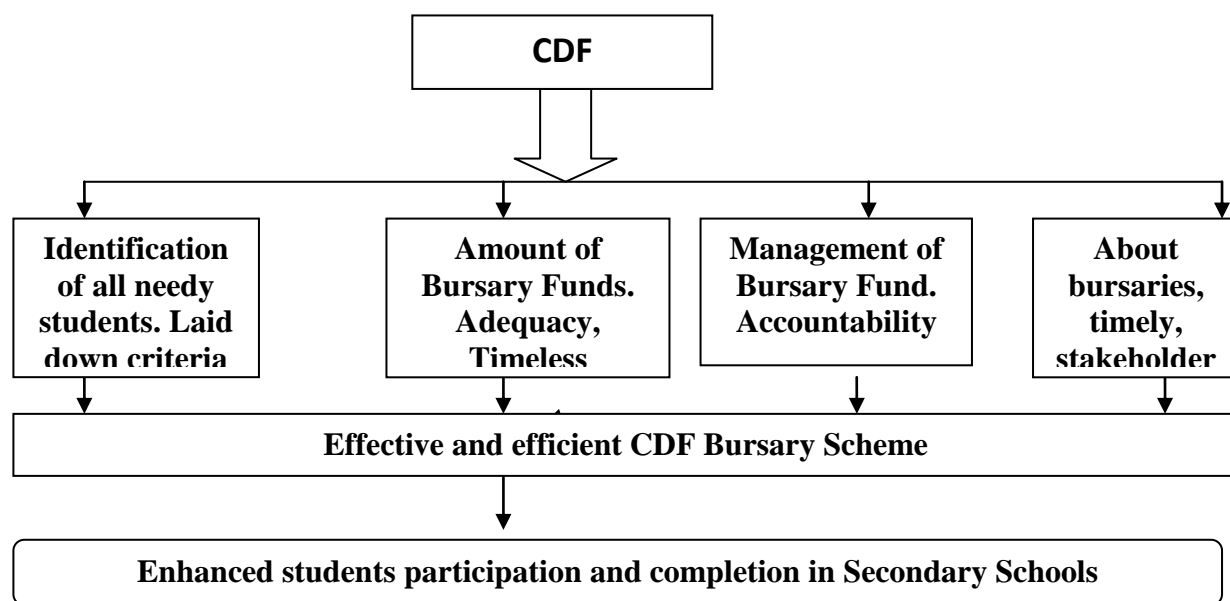 CDF
Identification
of all needy
students. Laid
down criteria
Amount of
Bursary Funds.
Adequacy,
Timeless
Management of
Bursary Fund.
Accountability
About
bursaries,
timely,
stakeholder
Effective and efficient CDF Bursary Scheme
Enhanced students participation and completion in Secondary Schools